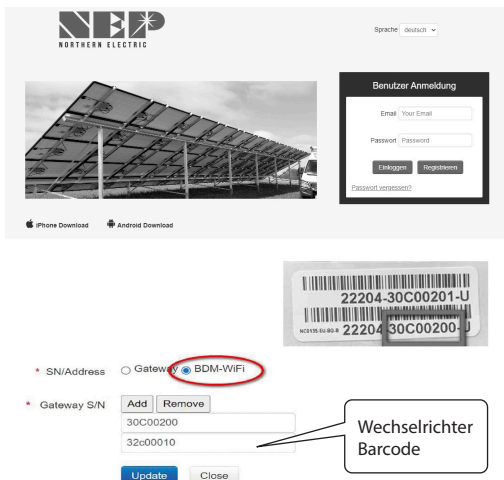 NEP
NORTHERN ELECTRIC
Sprache deutsch
Benutzer Anmeldung
Email Your Email
Passwort Password
Einloggen Registrieren
Passwort vergessen?
iPhone Download Android Download
22204-30C00201-U
22204-30C00200-U
* SN/Address Gateway BDM-WiFi
* Gateway S/N Add Remove
30C00200
32c00010
Wechselrichter
Barcode
Update Close